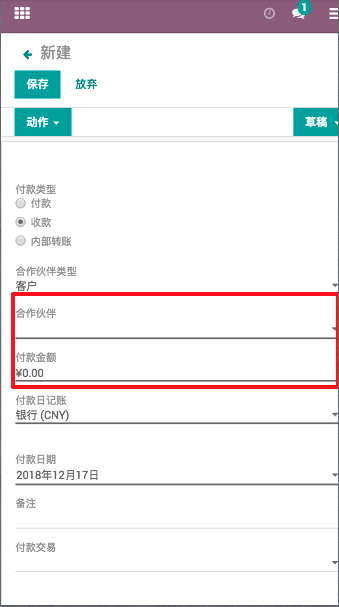 1
新建
保存 放弃
动作 草稿
付款类型
付款
收款
内部转账
合作伙伴类型
客户
合作伙伴
付款金额
¥0.00
付款日记账
银行 (CNY)
付款日期
2018年12月17日
备注
付款交易